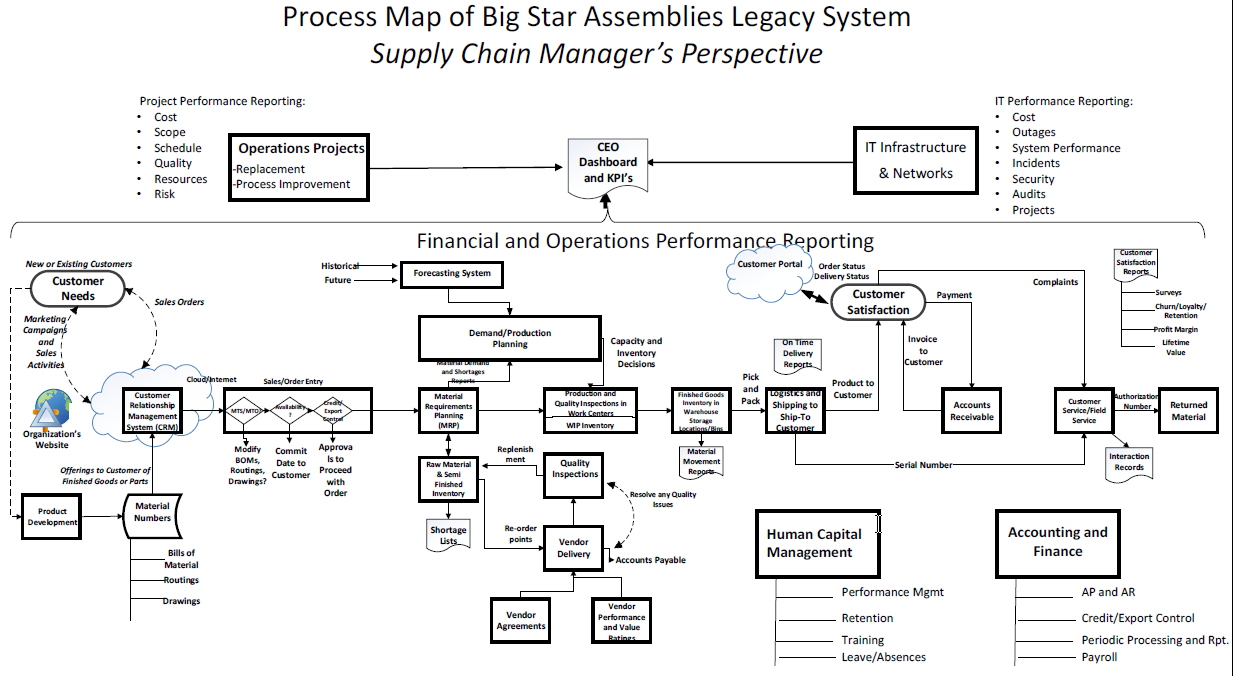 Process Map of Big Star Assemblies Legacy System
Supply Chain Manager's Perspective
Project Performance Reporting:
• Cost
• Scope
• Schedule
• Quality
• Resources
• Risk
Operations Projects
-Replacement
-Process Improvement
CEO
Dashboard
and KPI's
IT Infrastructure
& Networks
IT Performance Reporting:
• Cost
• Outages
• System Performance
• Incidents
• Security
• Audits
• Projects
Financial and Operations Performance Reporting
New or Existing Customers
Customer
Needs
Sales Orders
Marketing
Campaigns
and
Sales
Activities
Organization's
Website
Cloud/Internet
Customer
Relationship
Management
System (CRM)
Offerings to Customer of
Finished Goods or Parts
Product
Development
Material
Numbers
Bills of
Material
Routings
Drawings
Sales/Order Entry
MTS/MTO?
Availability
?
Credit/
Export
Control
Modify
BOMs,
Routings,
Drawings?
Commit
Date to
Customer
Approva
ls to
Proceed
with
Order
Historical
Future
Forecasting System
Demand/Production
Planning
Material Demand
and Shortages
Reports
Capacity and
Inventory
Decisions
Material
Requirements
Planning
(MRP)
Production and
Quality Inspections in
Work Centers
WIP Inventory
Raw Material &
Semi
Finished
Inventory
Shortage
Lists
Replenish
ment
Quality
Inspections
Resolve any Quality
Issues
Re-order
points
Vendor
Delivery
Accounts Payable
Vendor
Agreements
Vendor
Performance
and Value
Ratings
Finished Goods
Inventory in
Warehouse
Storage
Locations/Bins
Material
Movement
Reports
Pick
and
Pack
On Time
Delivery
Reports
Logistics and
Shipping to
Ship-To
Customer
Product to
Customer
Customer Portal
Order Status
Delivery Status
Customer
Satisfaction
Payment
Invoice
to
Customer
Accounts
Receivable
Complaints
Serial Number
Customer
Service/Field
Service
Authorization
Number
Returned
Material
Interaction
Records
Customer
Satisfaction
Reports
Surveys
Churn/Loyalty/
Retention
Profit Margin
Lifetime
Value
Human Capital
Management
Performance Mgmt
Retention
Training
Leave/Absences
Accounting and
Finance
AP and AR
Credit/Export Control
Periodic Processing and Rpt.
Payroll